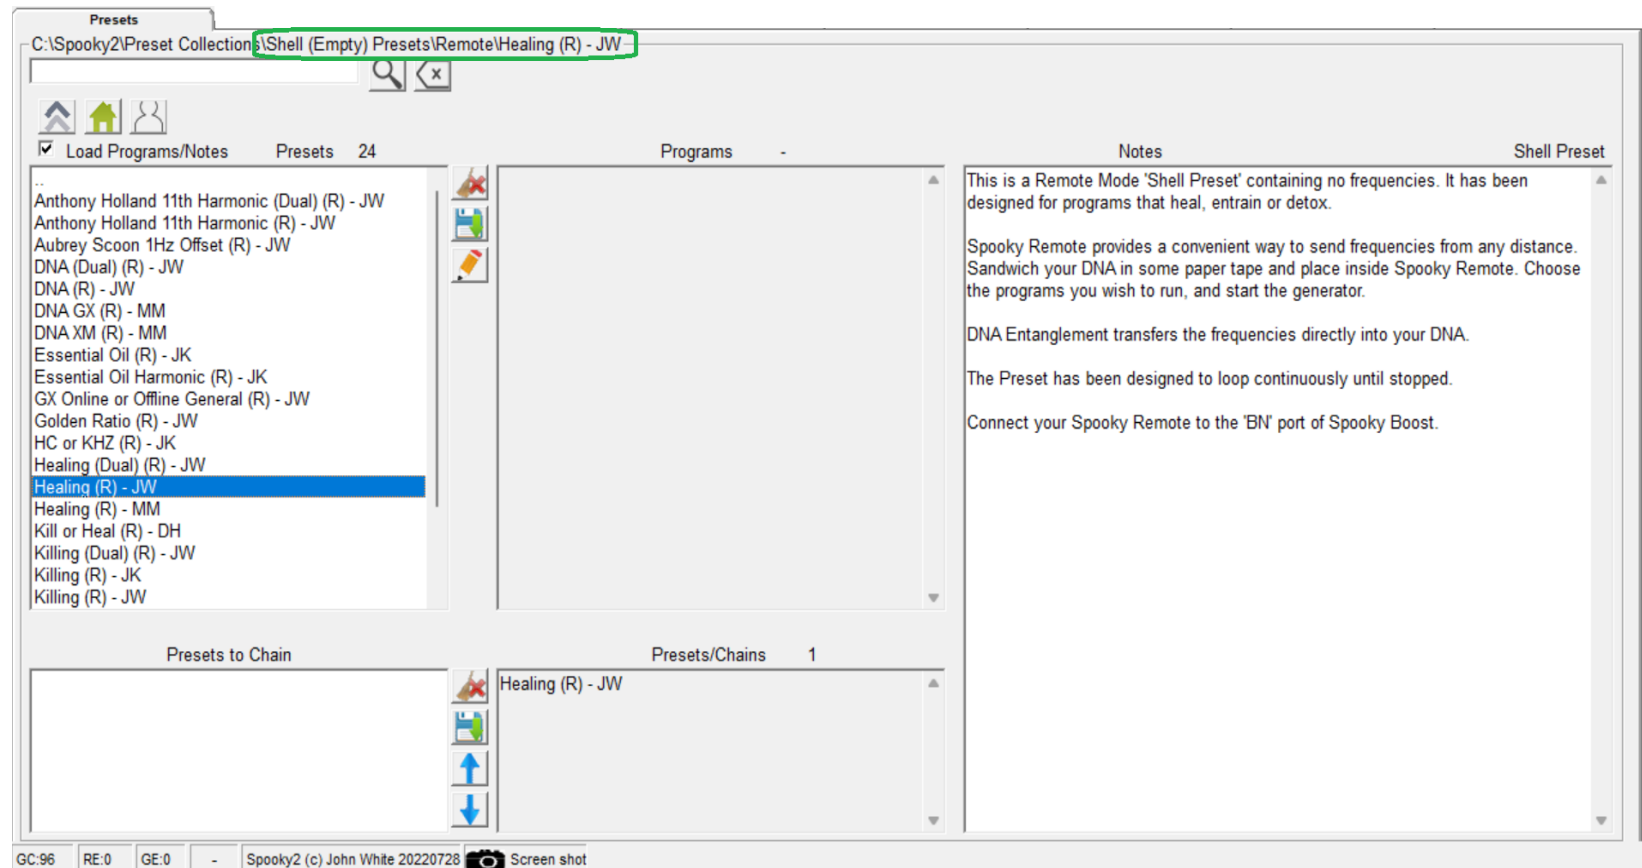 Presets
C:\Spooky2\Preset Collections\Shell (Empty) Presets\Remote\Healing (R) - JW
Load Programs/Notes Presets 24
..
Anthony Holland 11th Harmonic (Dual) (R) - JW
Anthony Holland 11th Harmonic (R) - JW
Aubrey Scoon 1Hz Offset (R) - JW
DNA (Dual) (R) - JW
DNA (R) - JW
DNA GX (R) - MM
DNA XM (R) - MM
Essential Oil (R) - JK
Essential Oil Harmonic (R) - JK
GX Online or Offline General (R) - JW
Golden Ratio (R) - JW
HC or KHZ (R) - JK
Healing (Dual) (R) - JW
Healing (R) - JW
Healing (R) - MM
Kill or Heal (R) - DH
Killing (Dual) (R) - JW
Killing (R) - JK
Killing (R) - JW
Programs -
Notes Shell Preset
This is a Remote Mode 'Shell Preset' containing no frequencies. It has been
designed for programs that heal, entrain or detox.
Spooky Remote provides a convenient way to send frequencies from any distance.
Sandwich your DNA in some paper tape and place inside Spooky Remote. Choose
the programs you wish to run, and start the generator.
DNA Entanglement transfers the frequencies directly into your DNA.
The Preset has been designed to loop continuously until stopped.
Connect your Spooky Remote to the 'BN' port of Spooky Boost.
Presets to Chain
Presets/Chains 1
Healing (R) - JW
GC:96 RE:0 GE:0 - Spooky2 (c) John White 20220728 Screen shot